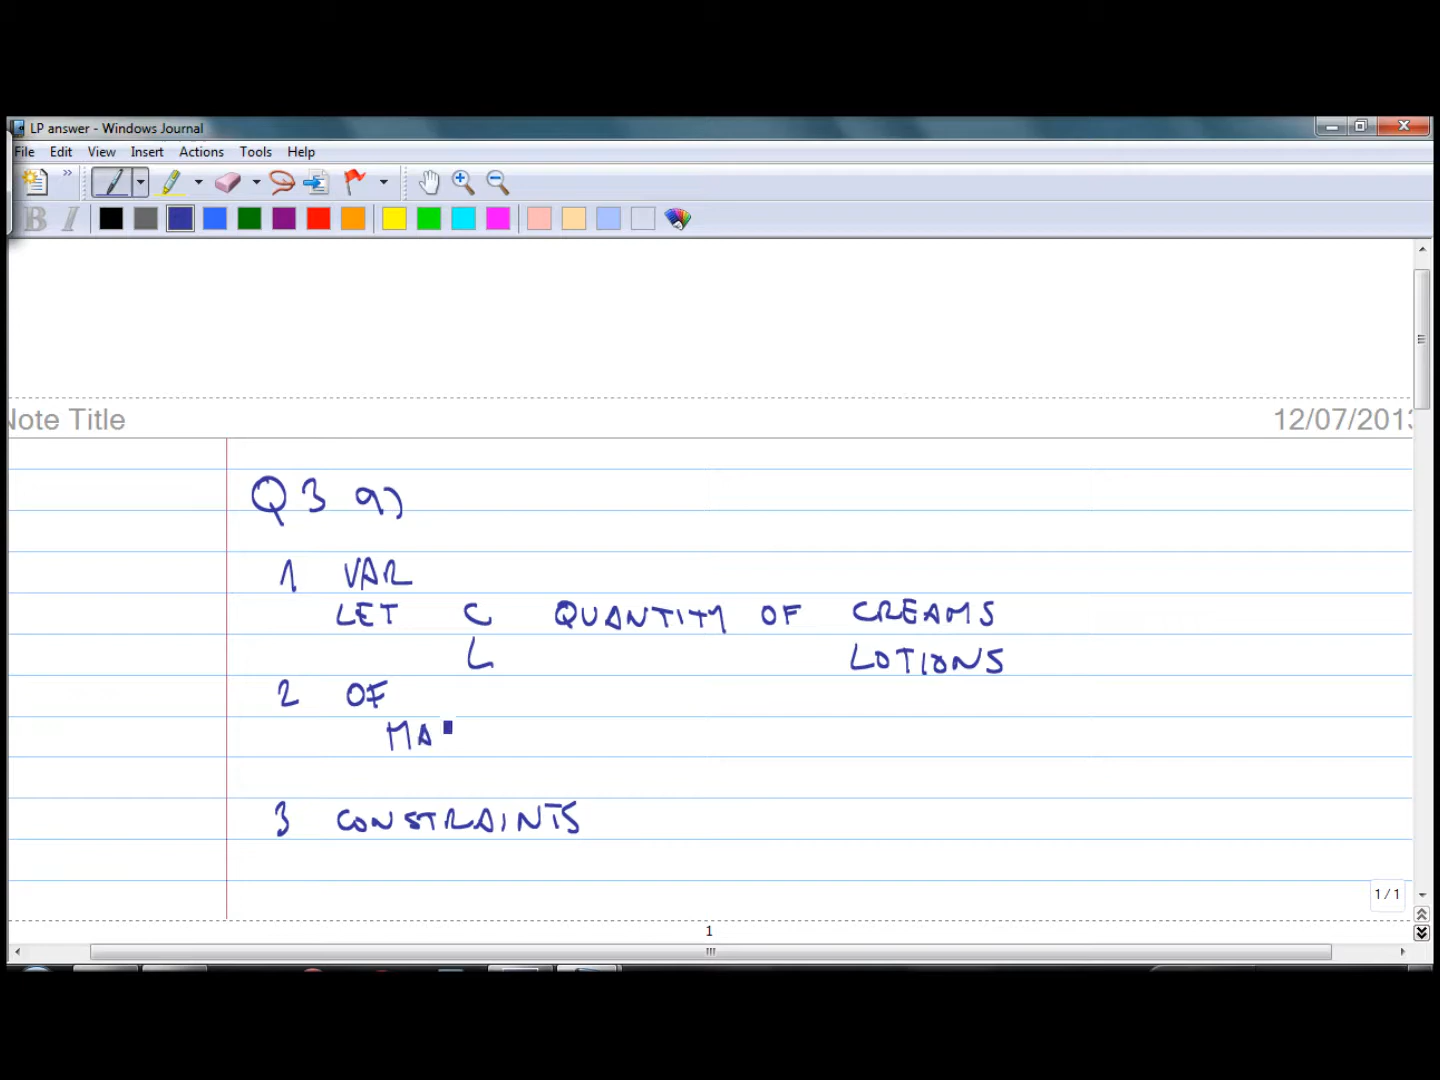 LP answer - Windows Journal
File Edit View Insert Actions Tools Help
B I
Note Title
12/07/2013
Q3 a)
1 VAR
LET C QUANTITY OF CREAMS
L LOTIONS
2 OF
MA
3 CONSTRAINTS
1/1
1